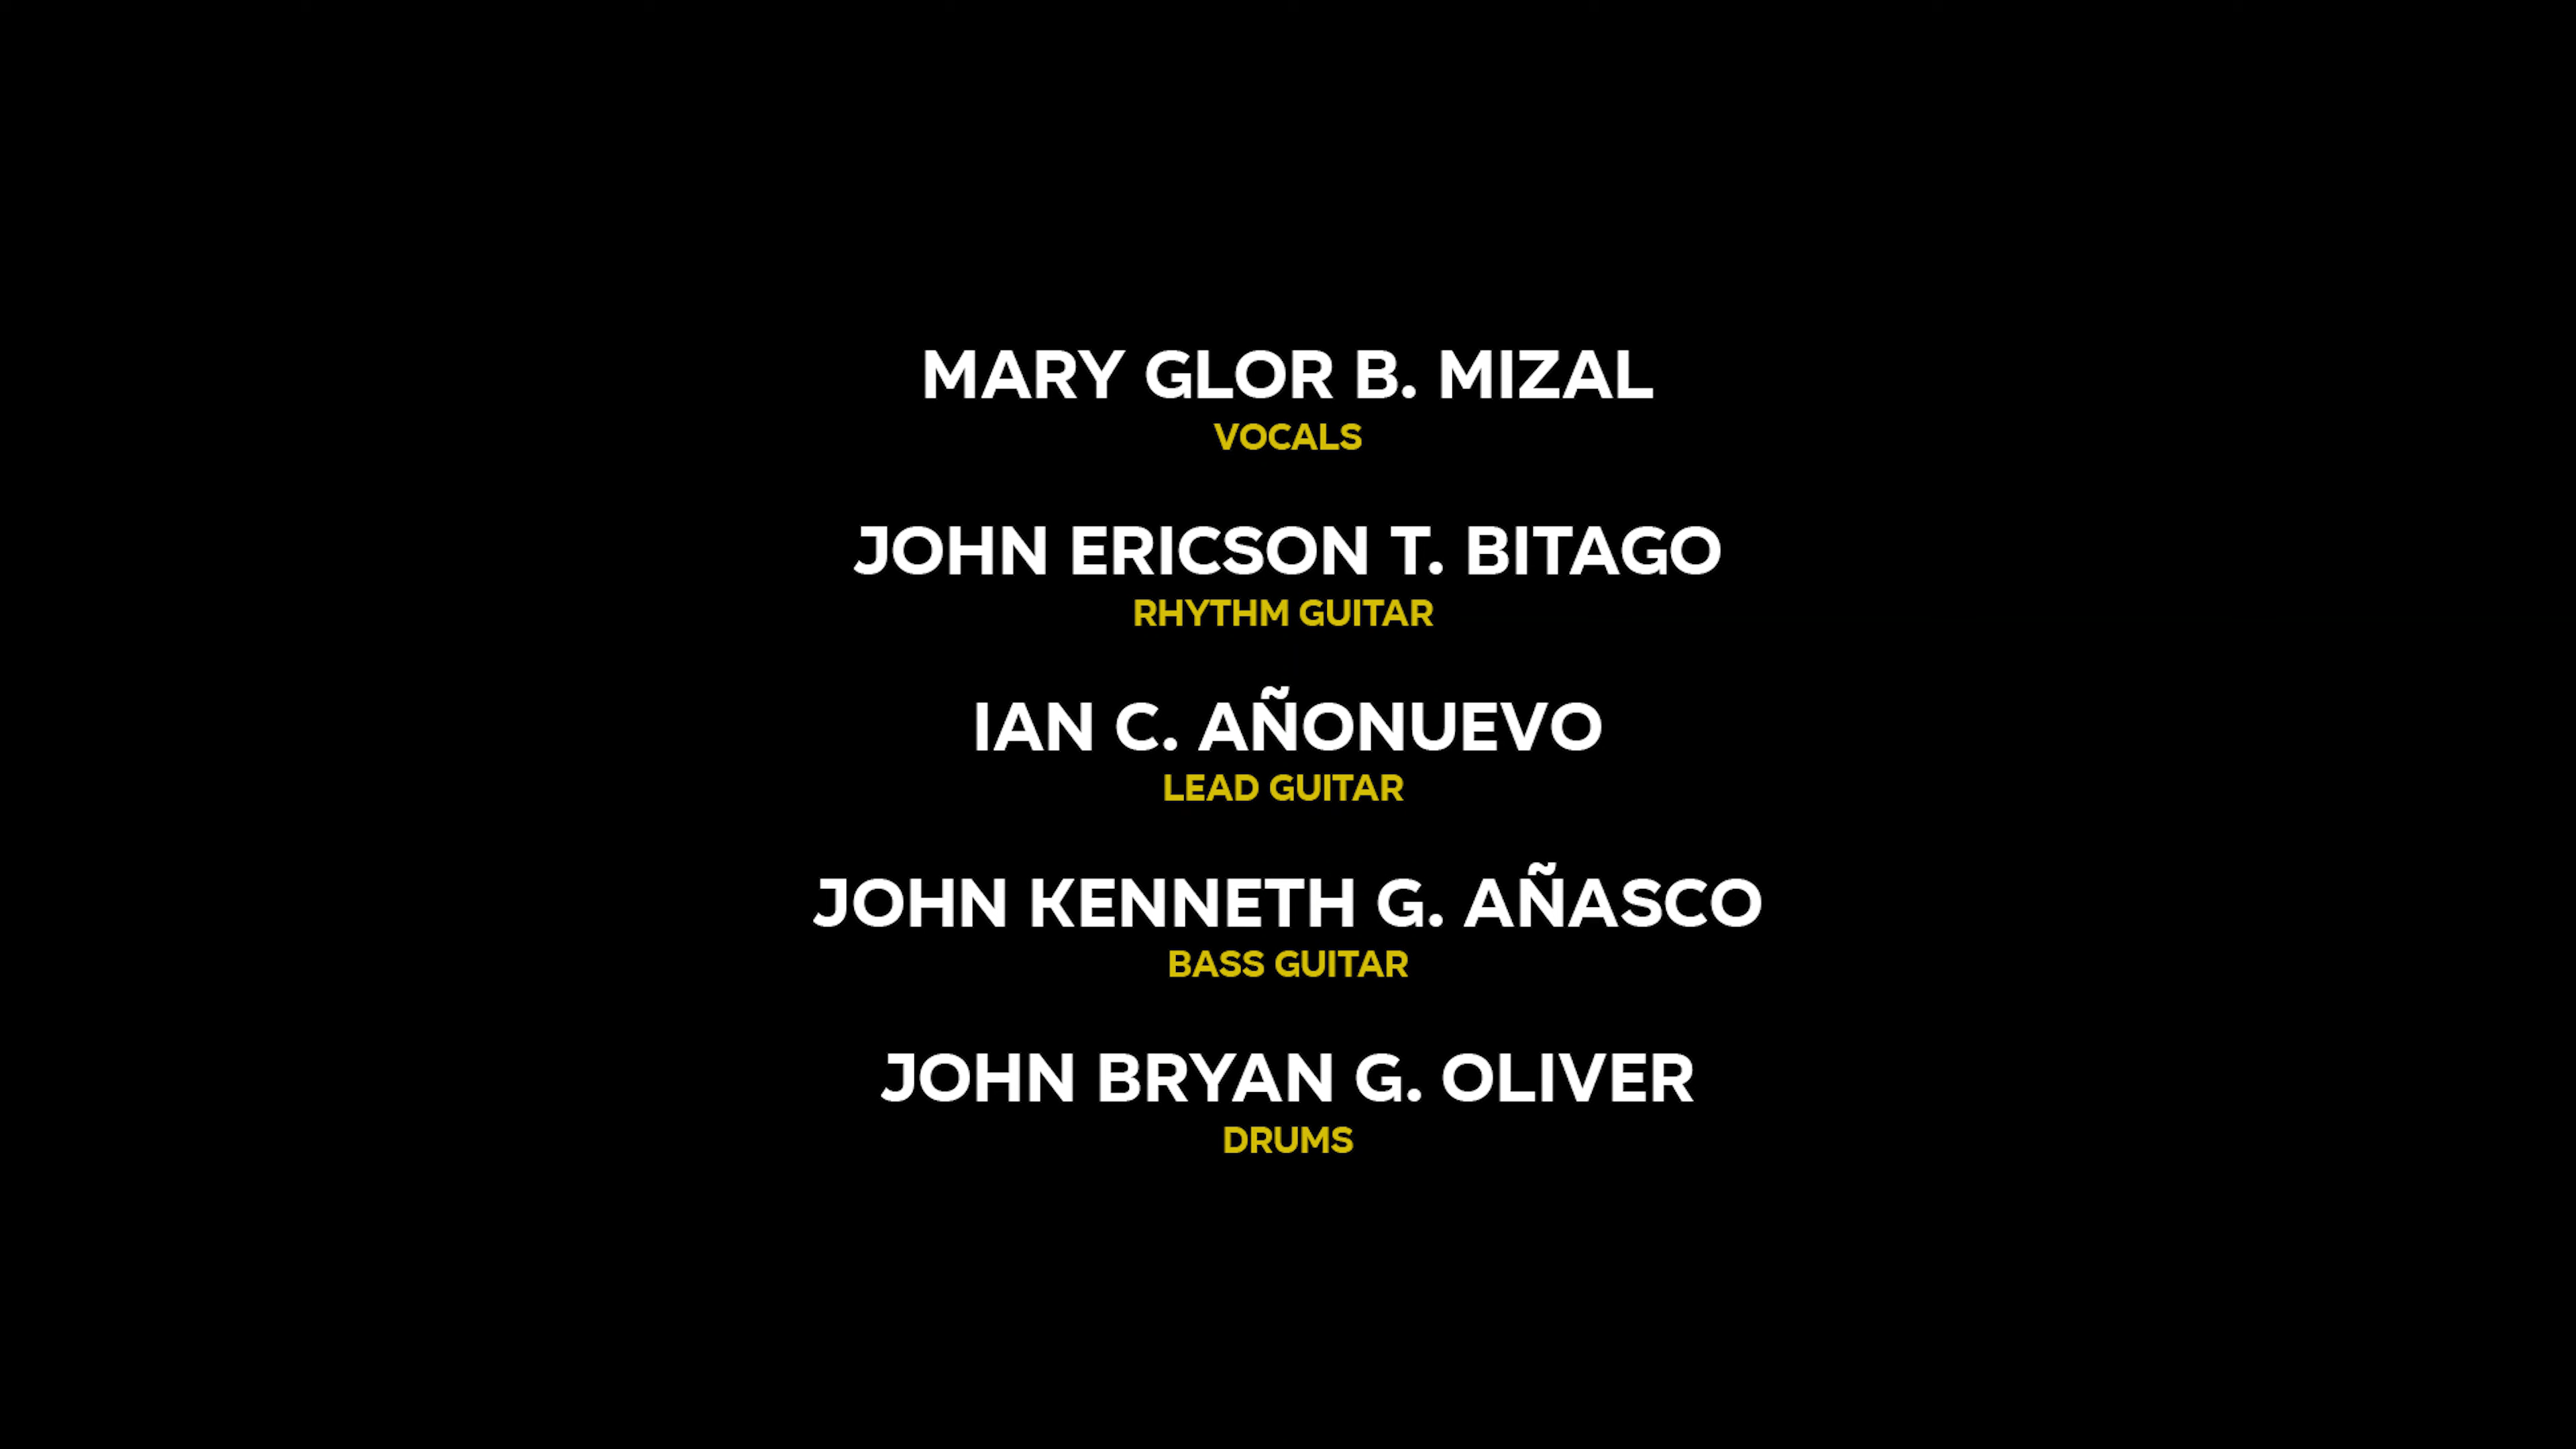 MARY GLOR B. MIZAL
VOCALS
JOHN ERICSON T. BITAGO
RHYTHM GUITAR
IAN C. AÑONUEVO
LEAD GUITAR
JOHN KENNETH G. AÑASCO
BASS GUITAR
JOHN BRYAN G. OLIVER
DRUMS